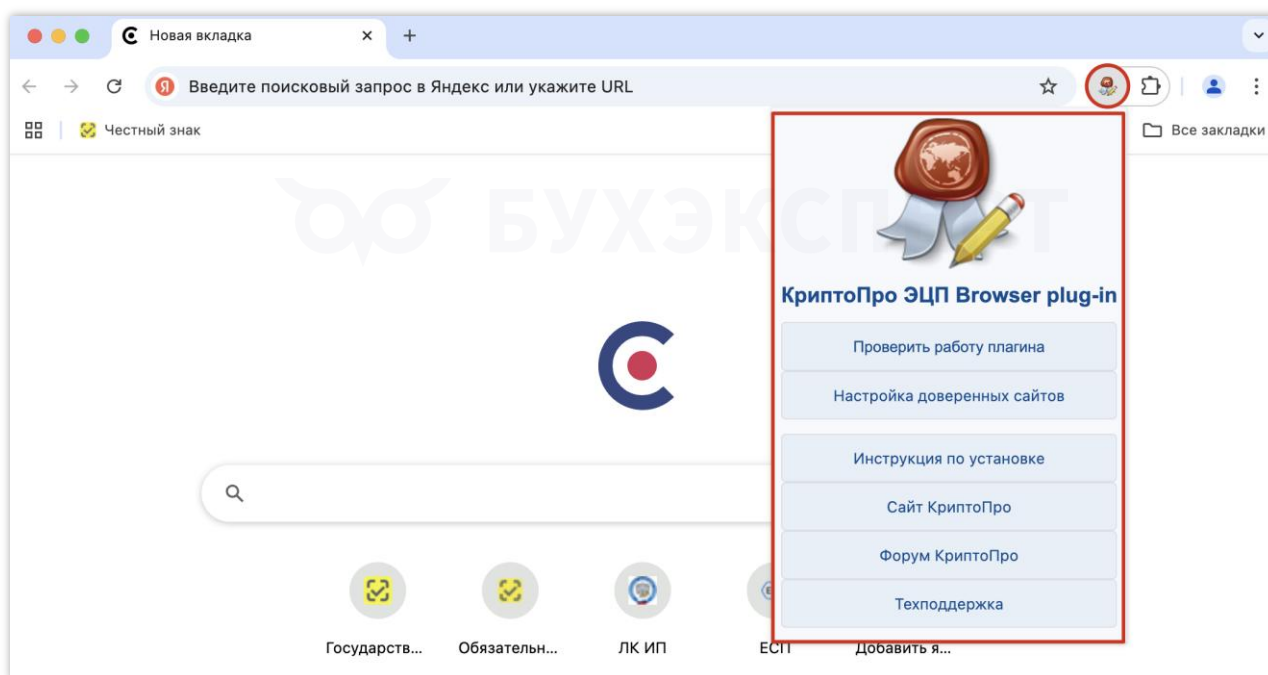 Новая вкладка
Введите поисковый запрос в Яндекс или укажите URL
Честный знак
Все закладки
БУХЭКСПЕРТ
КриптоПро ЭЦП Browser plug-in
Проверить работу плагина
Настройка доверенных сайтов
Инструкция по установке
Сайт КриптоПро
Форум КриптоПро
Техподдержка
Государств...
Обязательн...
ЛК ИП
ЕСП
Добавить я...